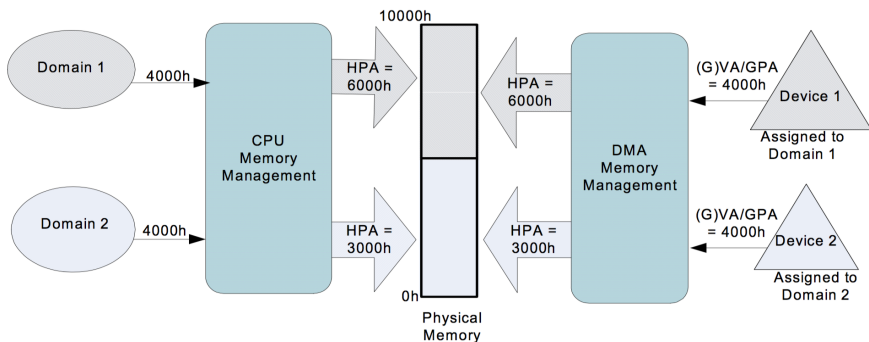 10000h
Domain 1
4000h
CPU
Memory
Management
HPA =
6000h
HPA =
6000h
DMA
Memory
Management
(G)VA/GPA
= 4000h
Device 1
Assigned to
Domain 1
Domain 2
4000h
HPA =
3000h
HPA =
3000h
(G)VA/GPA
= 4000h
Device 2
Assigned to
Domain 2
0h
Physical
Memory